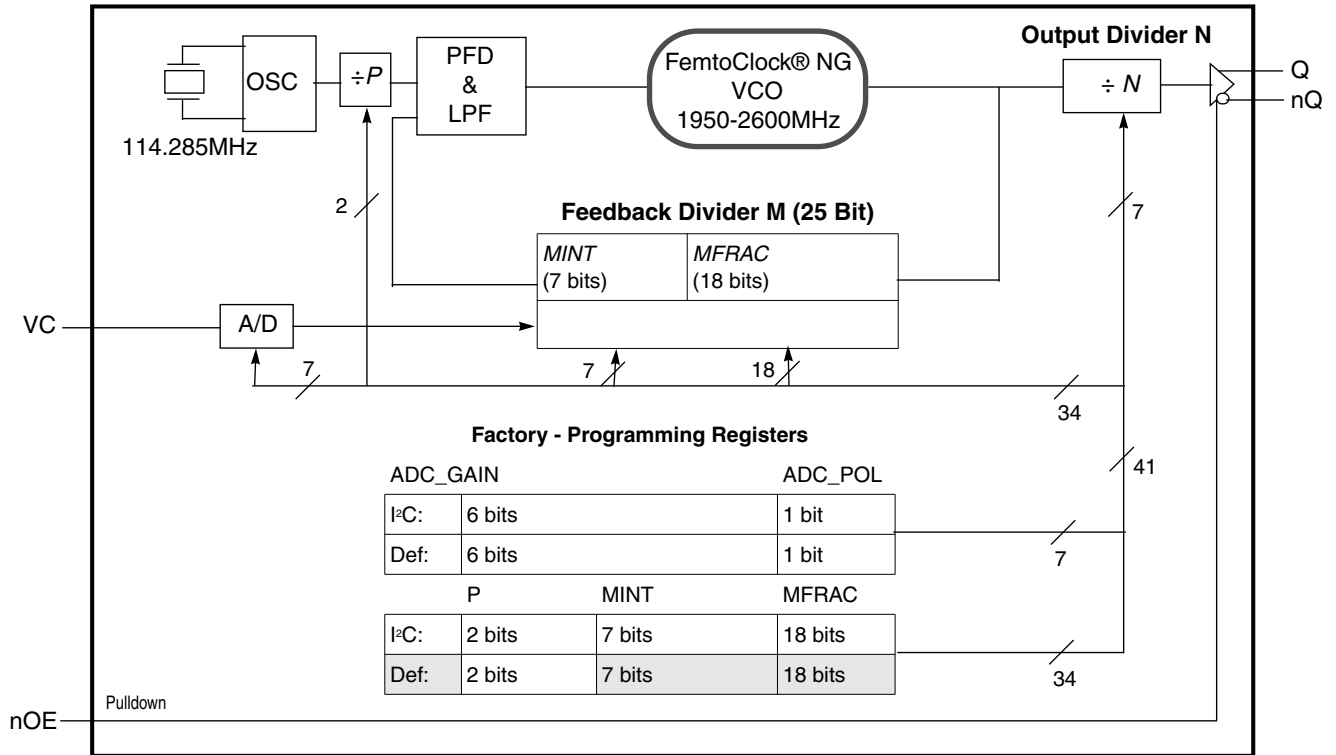 Output Divider N
OSC
÷P
PFD
&
LPF
FemtoClock® NG
VCO
1950-2600MHz
÷ N
Q
nQ
114.285MHz
2
7
Feedback Divider M (25 Bit)
MINT
(7 bits)
MFRAC
(18 bits)
VC
A/D
7
7
18
34
Factory - Programming Registers
41
ADC_GAIN ADC_POL
I²C: 6 bits 1 bit
Def: 6 bits 1 bit
7
P MINT MFRAC
I²C: 2 bits 7 bits 18 bits
Def: 2 bits 7 bits 18 bits
34
Pulldown
nOE